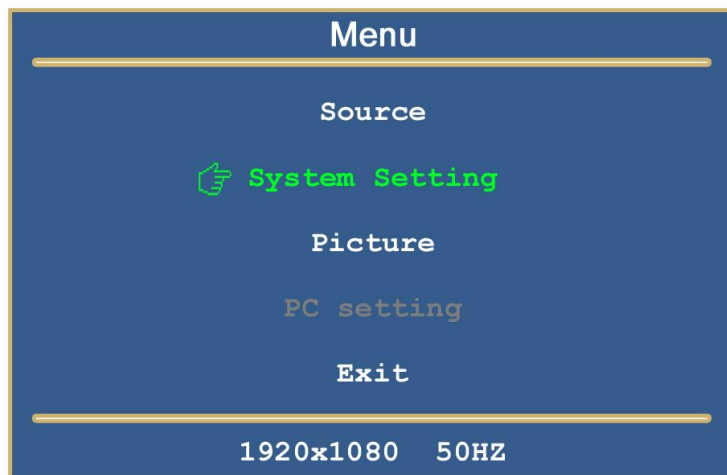 Menu
Source
System Setting
Picture
PC setting
Exit
1920x1080 50HZ